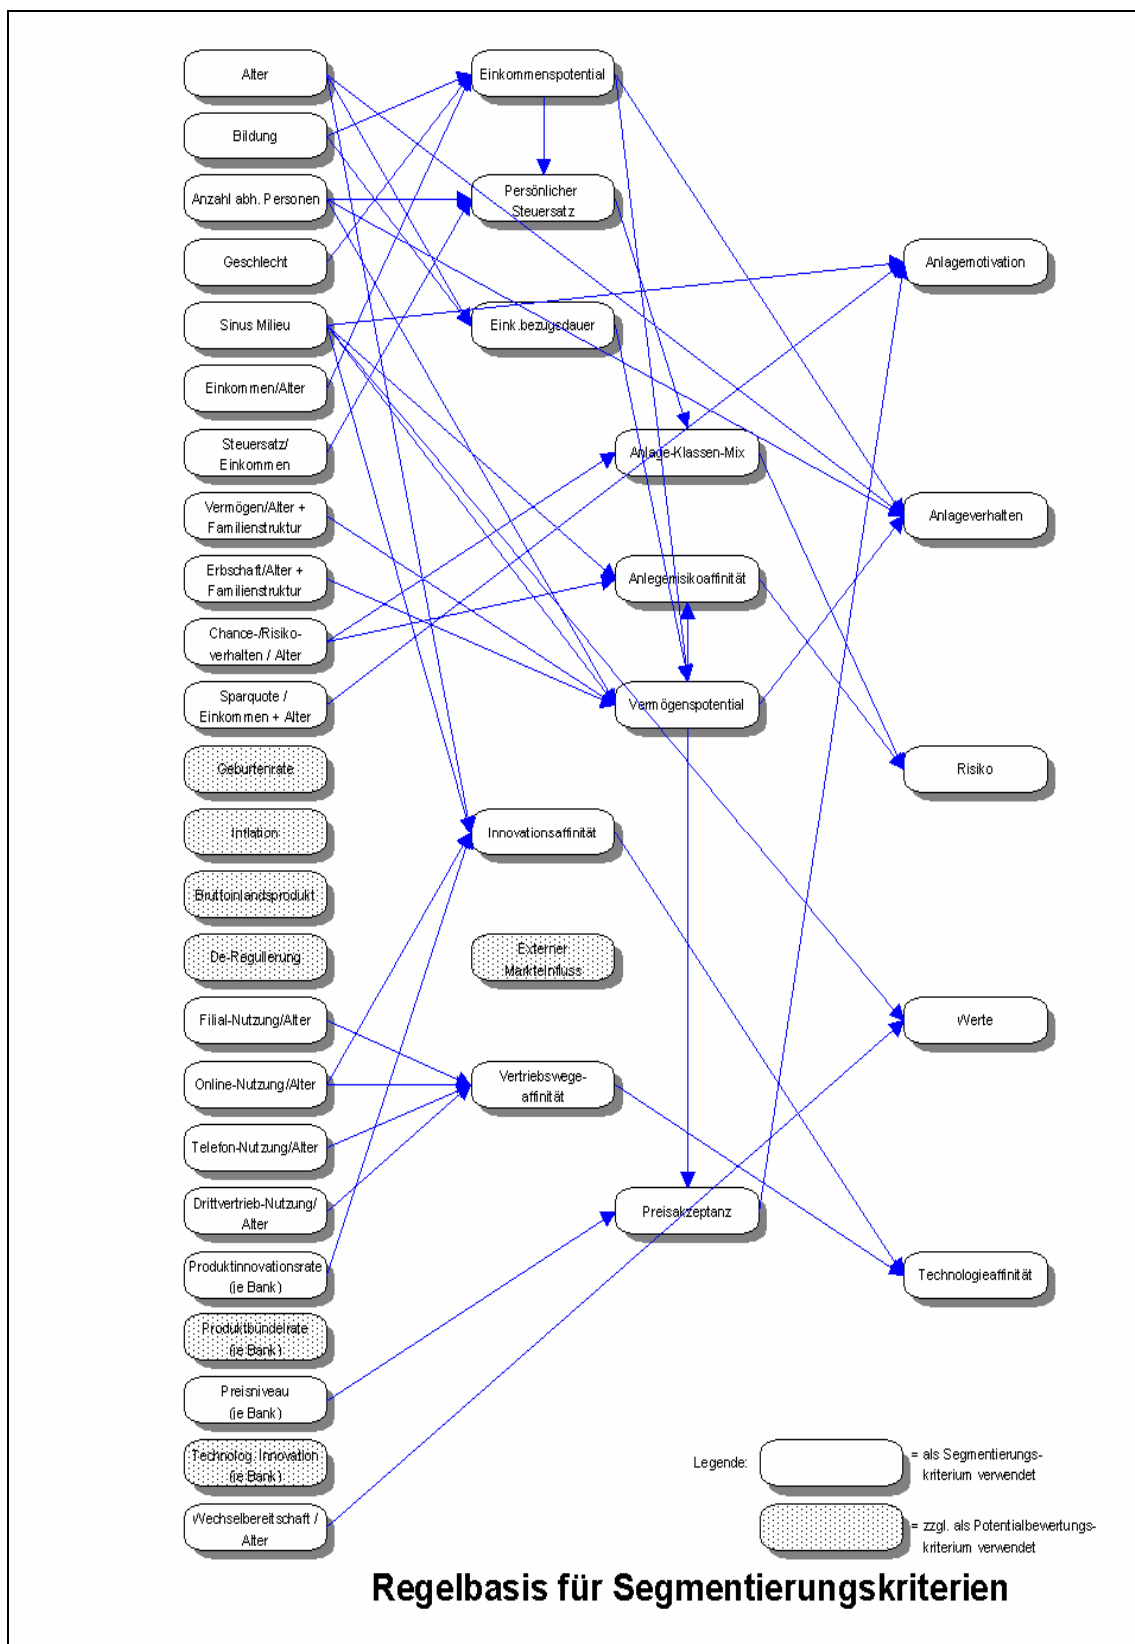 Alter
Bildung
Anzahl abh. Personen
Geschlecht
Sinus Milieu
Einkommen/Alter
Steuersatz/
Einkommen
Vermögen/Alter +
Familienstruktur
Erbschaft/Alter +
Familienstruktur
Chance-/Risiko-
verhalten / Alter
Sparquote /
Einkommen + Alter
Geburtenrate
Inflation
Bruttoinlandsprodukt
De-Regulierung
Filial-Nutzung/Alter
Online-Nutzung/Alter
Telefon-Nutzung/Alter
Drittvertrieb-Nutzung/
Alter
Produktinnovationsrate
(je Bank)
Produktbündelrate
(je Bank)
Preisniveau
(je Bank)
Technolog. Innovation
(je Bank)
Wechselbereitschaft /
Alter
Einkommenspotential
Persönlicher
Steuersatz
Eink.bezugsdauer
Innovationsaffinität
Externer
Markteinfluss
Vertriebswege-
affinität
Anlage-Klassen-Mix
Anlegerrisikoaffinität
Vermögenspotential
Preisakzeptanz
Anlagemotivation
Anlageverhalten
Risiko
Werte
Technologieaffinität
Legende:
= als Segmentierungs-
kriterium verwendet
= zzgl. als Potentialbewertungs-
kriterium verwendet
Regelbasis für Segmentierungskriterien